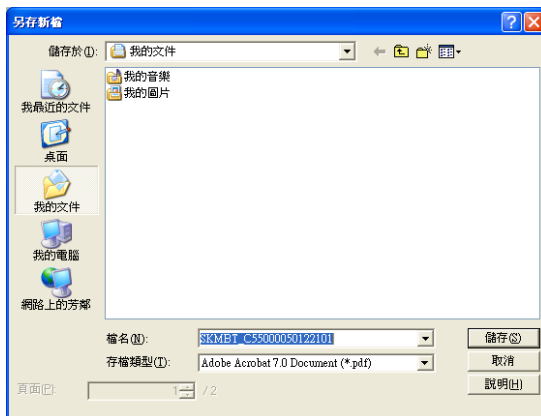 另存新檔
儲存於(I): 我的文件
我的音樂
我的圖片
我最近的文件
桌面
我的文件
我的電腦
網路上的芳鄰
檔名(N): SKMBT_C55000050122101 儲存(S)
存檔類型(T): Adobe Acrobat 7.0 Document (*.pdf) 取消
頁面(P): 1 / 2 說明(H)